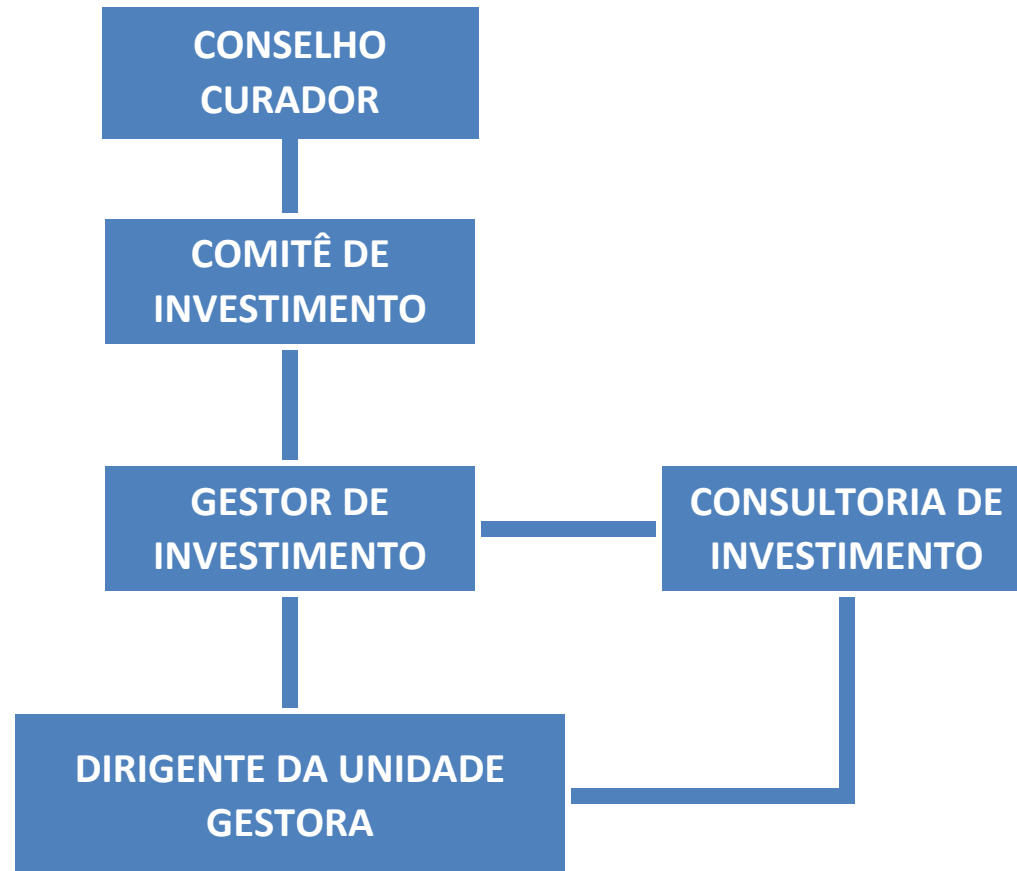 CONSELHO
CURADOR
COMITÊ DE
INVESTIMENTO
GESTOR DE
INVESTIMENTO
CONSULTORIA DE
INVESTIMENTO
DIRIGENTE DA UNIDADE
GESTORA